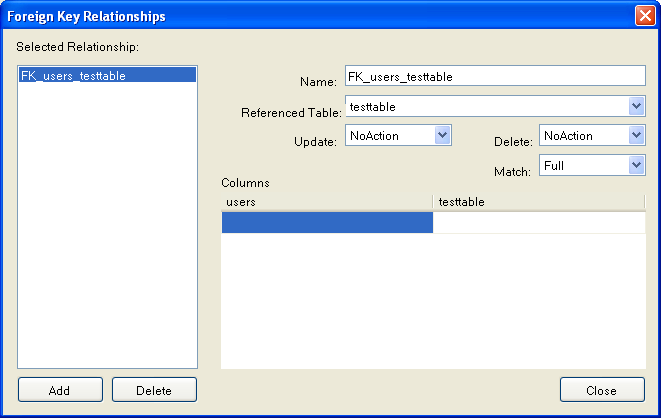 Foreign Key Relationships
Selected Relationship:
FK_users_testtable
Name: FK_users_testtable
Referenced Table: testtable
Update: NoAction Delete: NoAction
Match: Full
Columns
users testtable
Add Delete Close